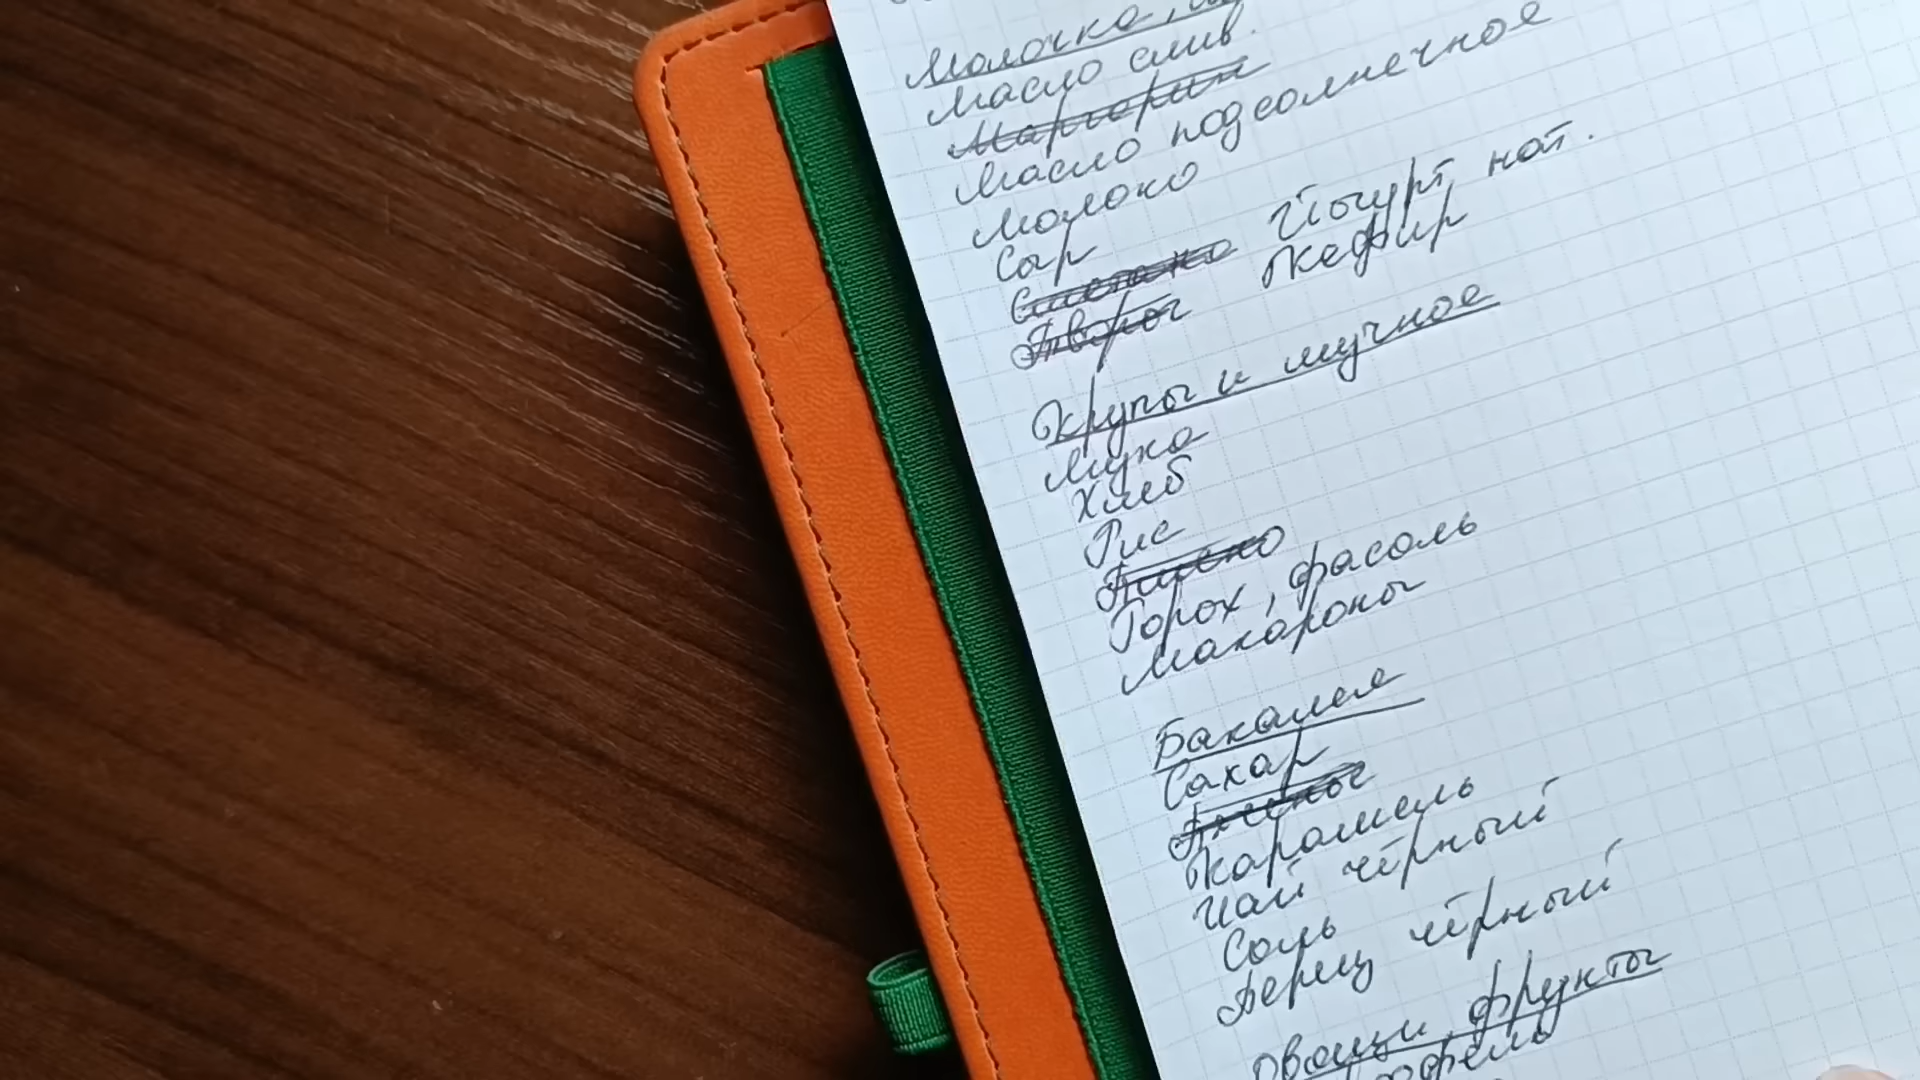 Молочка,
Масло слив.
Маргарин
Масло подсолнечное
Молоко
Сыр
Сметана Йогурт нат.
Творог Кефир
Крупы и мучное
Мука
Хлеб
Рис
Пшено
Горох, фасоль
Макароны
Бакалея
Сахар
Карамель
Чай чёрный
Соль
Перец чёрный
Овощи, фрукты